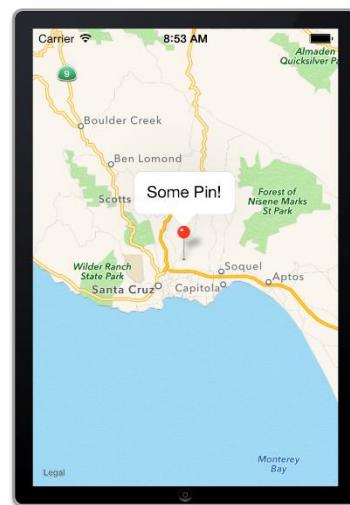 Carrier 8:53 AM
Almaden
Quicksilver
9
Boulder Creek
Ben Lomond
Some Pin!
Scotts
Forest of
Nisene Marks
St Park
Wilder Ranch
State Park
Soquel
Aptos
Santa Cruz
Capitola
Monterey
Bay
Legal